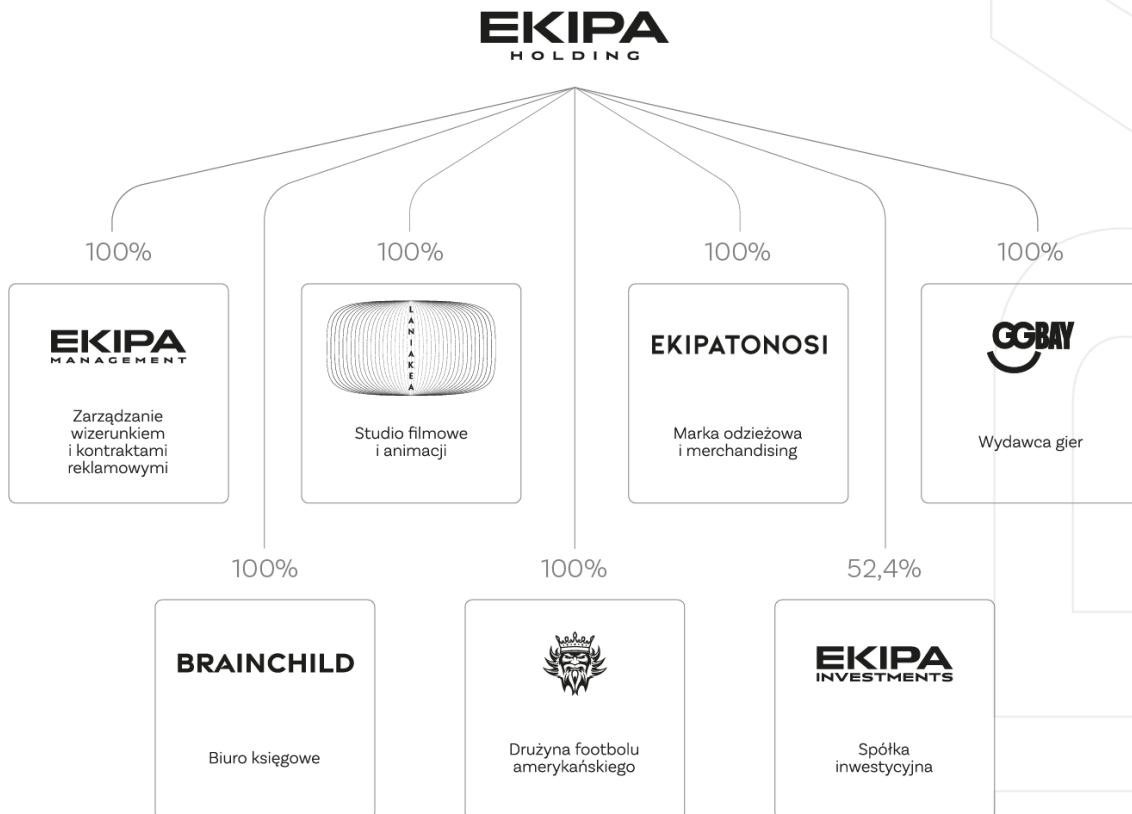 EKIPA
HOLDING
100%
100%
100%
100%
EKIPA
MANAGEMENT
Zarządzanie
wizerunkiem
i kontraktami
reklamowymi
LANIAKEA
Studio filmowe
i animacji
EKIPATONOSI
Marka odzieżowa
i merchandising
GGBAY
Wydawca gier
100%
100%
52,4%
BRAINCHILD
Biuro księgowe
Drużyna footbolu
amerykańskiego
EKIPA
INVESTMENTS
Spółka
inwestycyjna